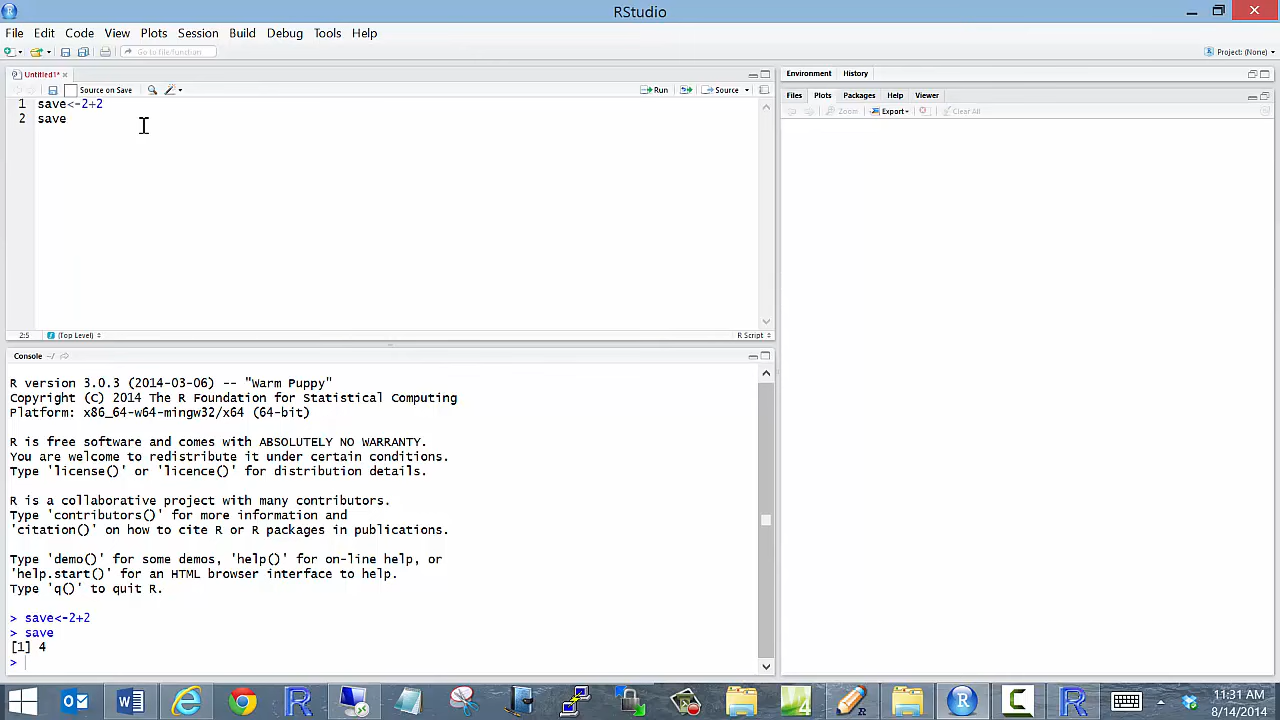 RStudio
File Edit Code View Plots Session Build Debug Tools Help
Go to file/function
Project: (None)
Untitled1*
Source on Save
Run
Source
1 save<-2+2
2 save
2:5
(Top Level)
R Script
Console ~/
R version 3.0.3 (2014-03-06) -- "Warm Puppy"
Copyright (C) 2014 The R Foundation for Statistical Computing
Platform: x86_64-w64-mingw32/x64 (64-bit)
R is free software and comes with ABSOLUTELY NO WARRANTY.
You are welcome to redistribute it under certain conditions.
Type 'license()' or 'licence()' for distribution details.
R is a collaborative project with many contributors.
Type 'contributors()' for more information and
'citation()' on how to cite R or R packages in publications.
Type 'demo()' for some demos, 'help()' for on-line help, or
'help.start()' for an HTML browser interface to help.
Type 'q()' to quit R.
> save<-2+2
> save
[1] 4
>
Environment History
Files Plots Packages Help Viewer
Zoom Export Clear All
11:31 AM
8/14/2014